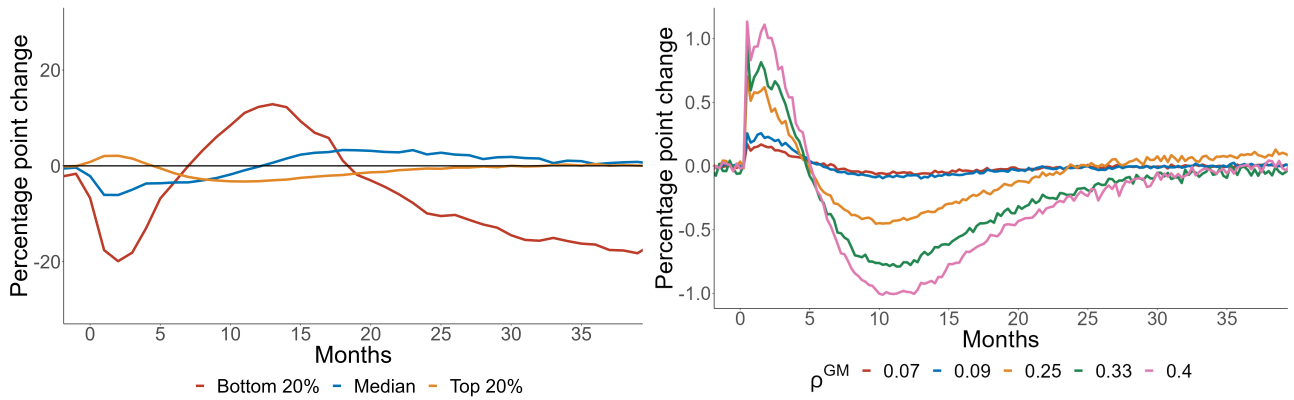 Percentage point change
20
0
-20
0 5 10 15 20 25 30 35
Months
Bottom 20% Median Top 20%
Percentage point change
1.0
0.5
0.0
-0.5
-1.0
0 5 10 15 20 25 30 35
Months
ρGM 0.07 0.09 0.25 0.33 0.4